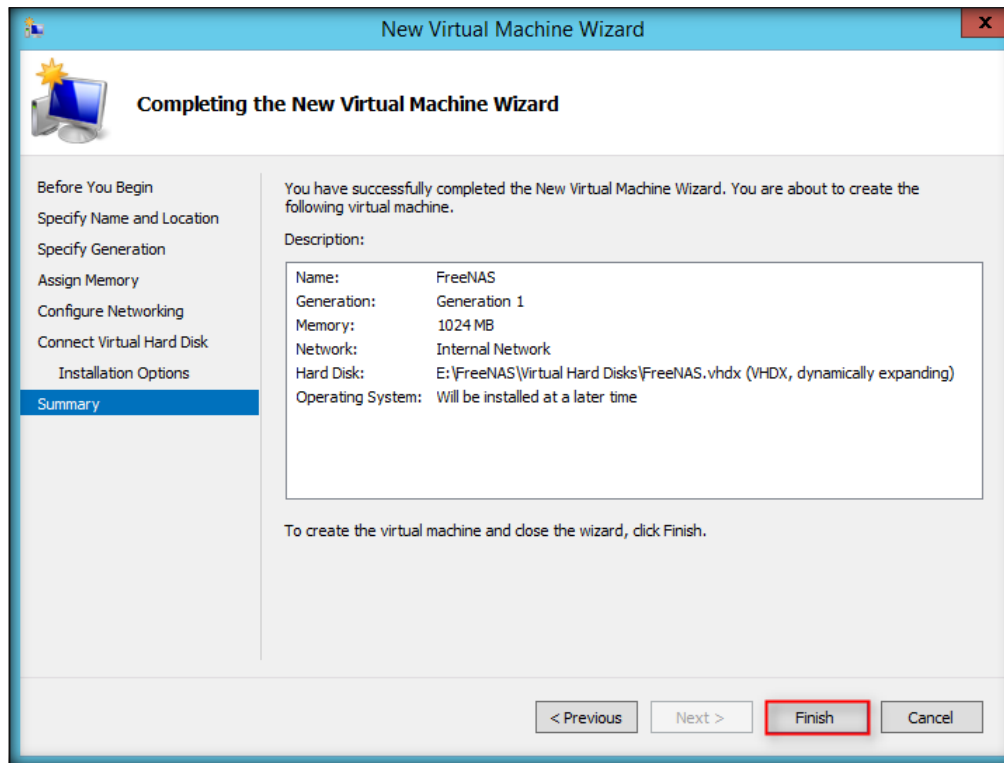 New Virtual Machine Wizard
x
Completing the New Virtual Machine Wizard
Before You Begin
Specify Name and Location
Specify Generation
Assign Memory
Configure Networking
Connect Virtual Hard Disk
Installation Options
Summary
You have successfully completed the New Virtual Machine Wizard. You are about to create the
following virtual machine.
Description:
Name: FreeNAS
Generation: Generation 1
Memory: 1024 MB
Network: Internal Network
Hard Disk: E:\FreeNAS\Virtual Hard Disks\FreeNAS.vhdx (VHDX, dynamically expanding)
Operating System: Will be installed at a later time
To create the virtual machine and close the wizard, click Finish.
< Previous Next > Finish Cancel